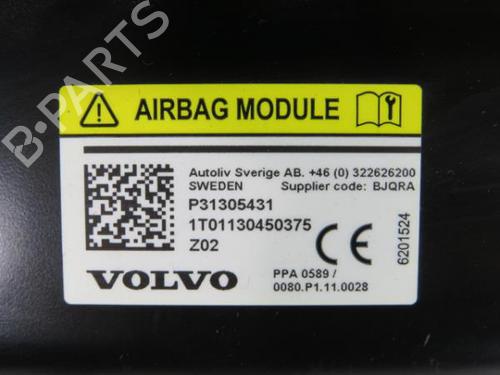 AIRBAG MODULE
Autoliv Sverige AB. +46 (0) 322626200
SWEDEN Supplier code: BJQRA
P31305431
1T01130450375
Z02
CE
6201524
VOLVO
PPA 0589 /
0080.P1.11.0028
B-PARTS